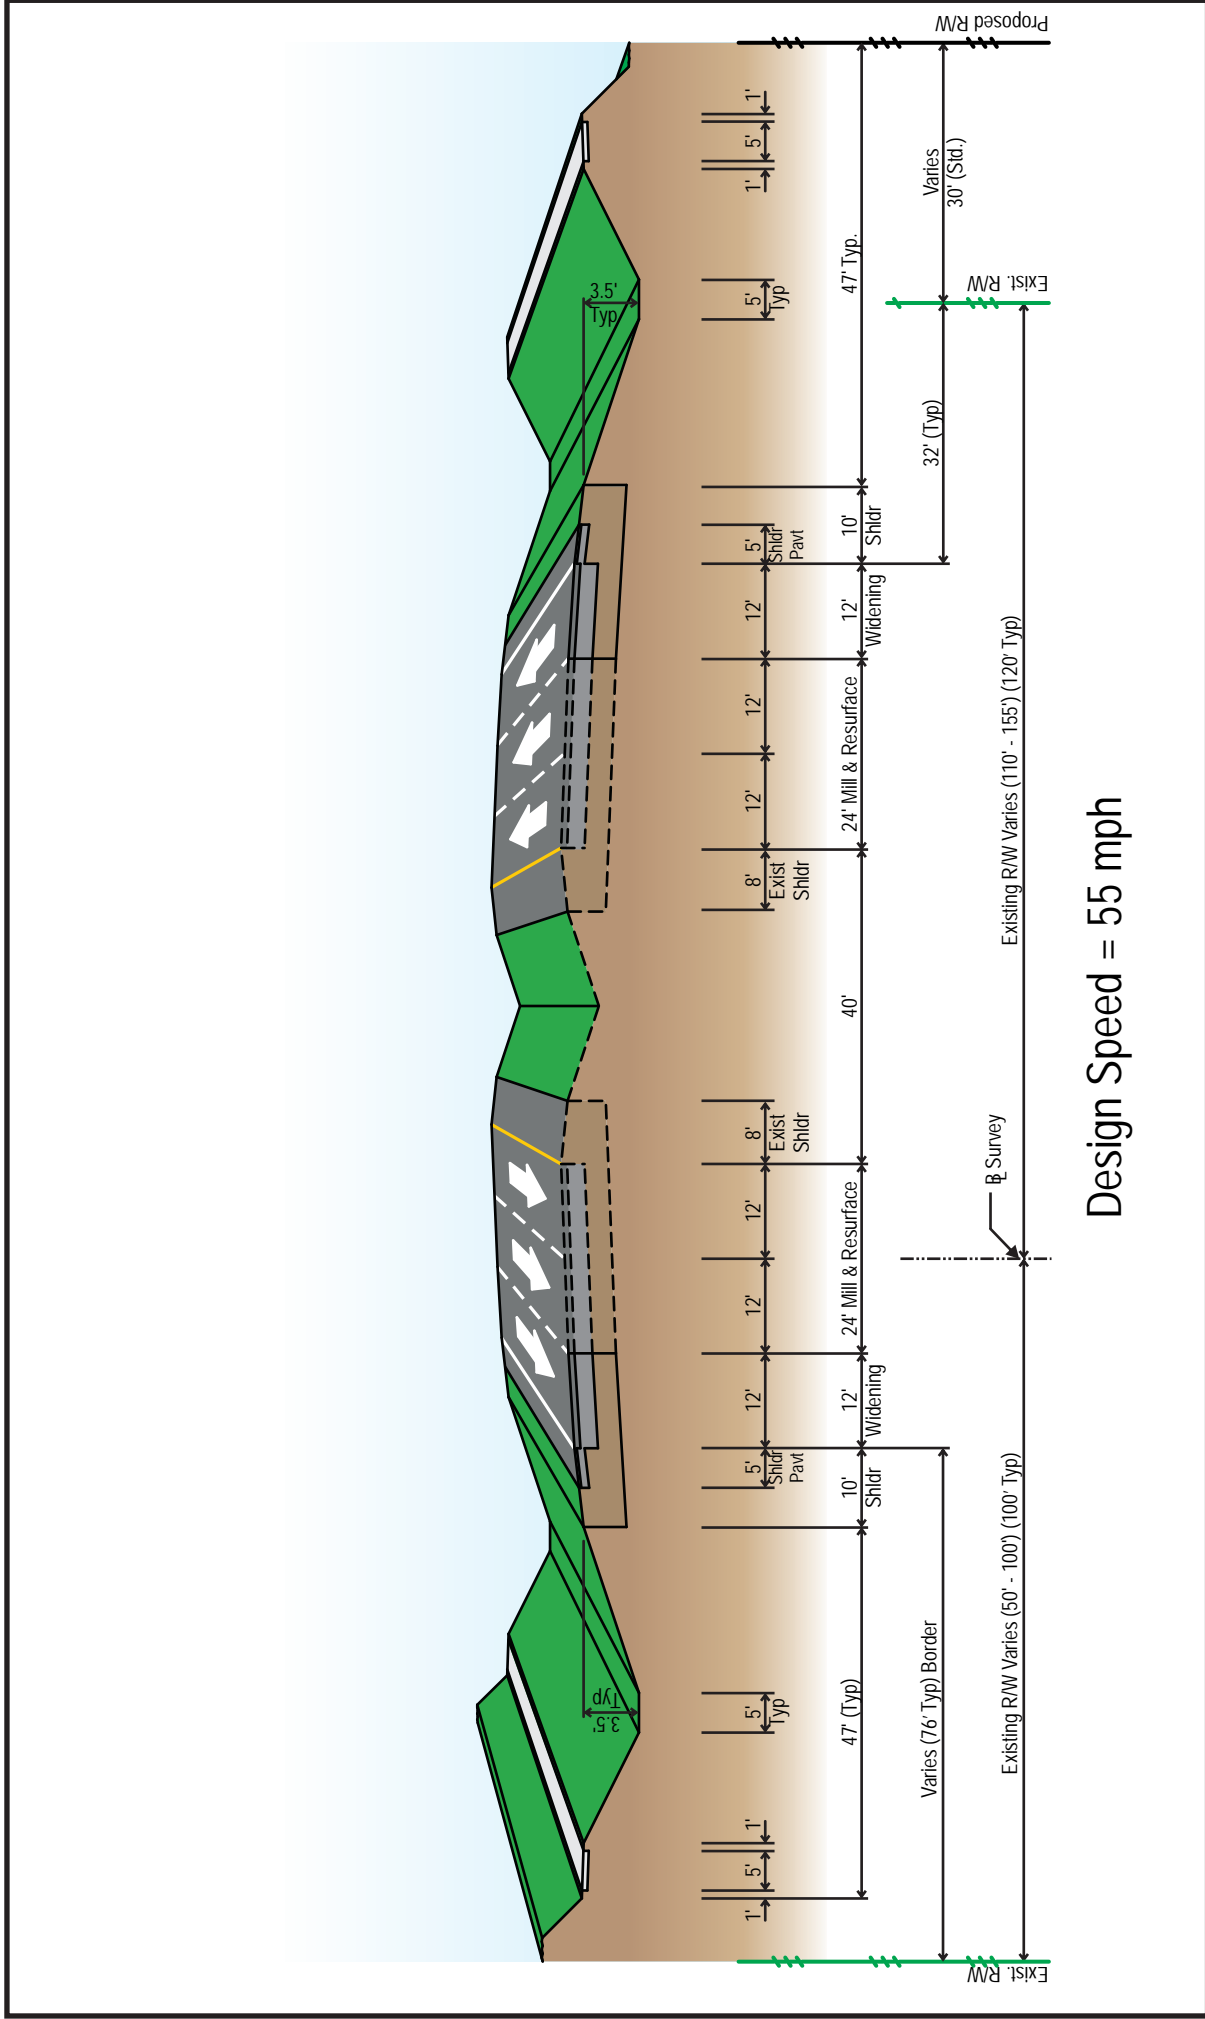 Exist. R/W
Proposed R/W
Exist. R/W
3.5'
Typ
3.5'
Typ
1'
5'
1'
5'
Typ
5'
Shldr
Pavt
12'
12'
12'
8'
Exist
Shldr
8'
Exist
Shldr
12'
12'
12'
5'
Shldr
Pavt
5'
Typ
1'
5'
1'
47' (Typ)
10'
Shldr
12'
Widening
24' Mill & Resurface
40'
24' Mill & Resurface
12'
Widening
10'
Shldr
47' Typ.
Varies (76' Typ) Border
32' (Typ)
Varies
30' (Std.)
BL Survey
Existing R/W Varies (50' - 100') (100' Typ)
Existing R/W Varies (110' - 155') (120' Typ)
Design Speed = 55 mph